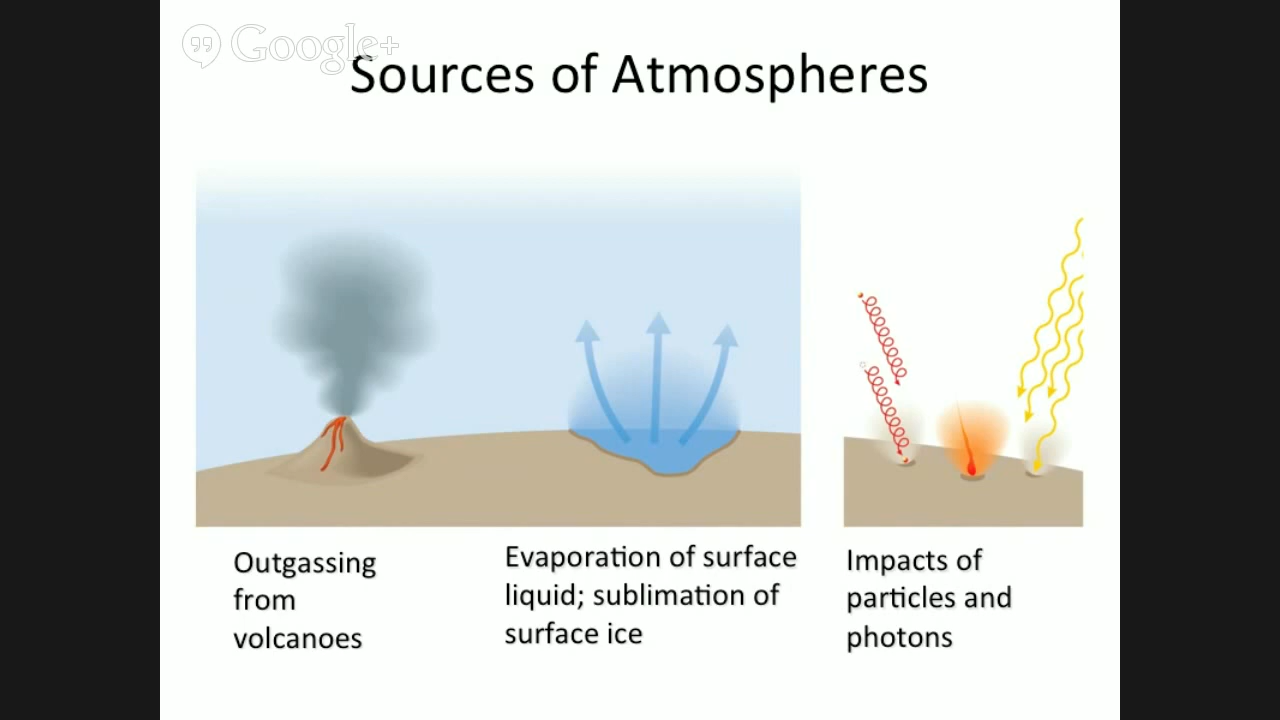 Google+
Sources of Atmospheres
Outgassing
from
volcanoes
Evaporation of surface
liquid; sublimation of
surface ice
Impacts of
particles and
photons